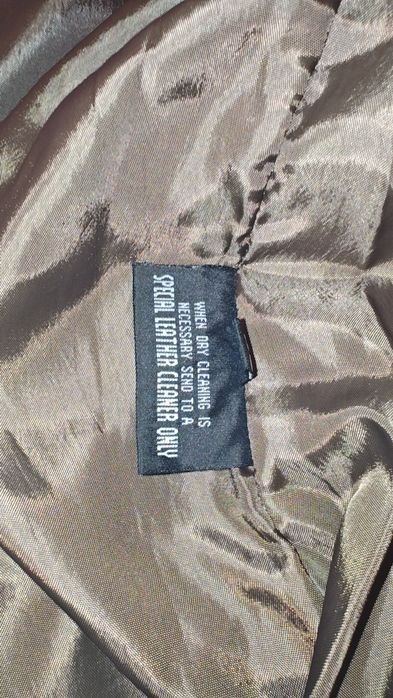 WHEN DRY CLEANING IS
NECESSARY SEND TO A
SPECIAL LEATHER CLEANER ONLY